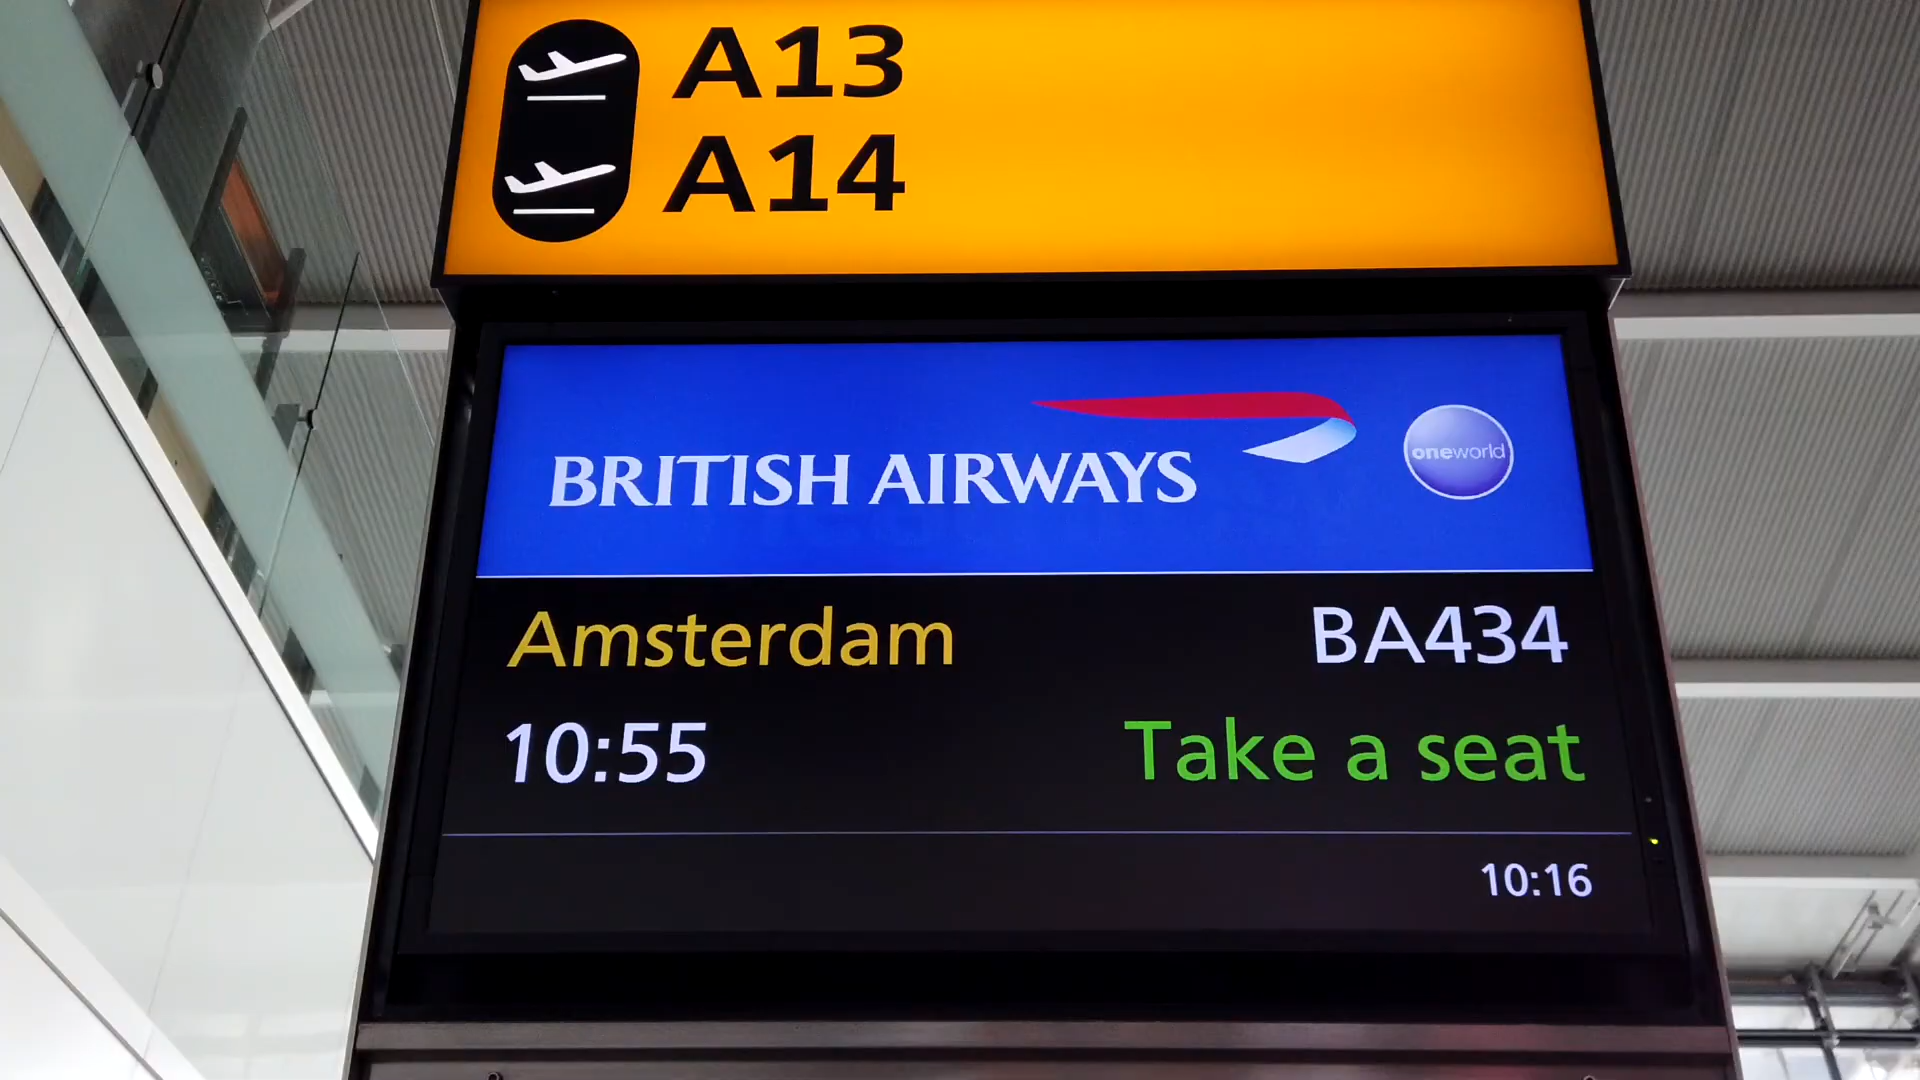 A13
A14
BRITISH AIRWAYS
oneworld
Amsterdam BA434
10:55 Take a seat
10:16